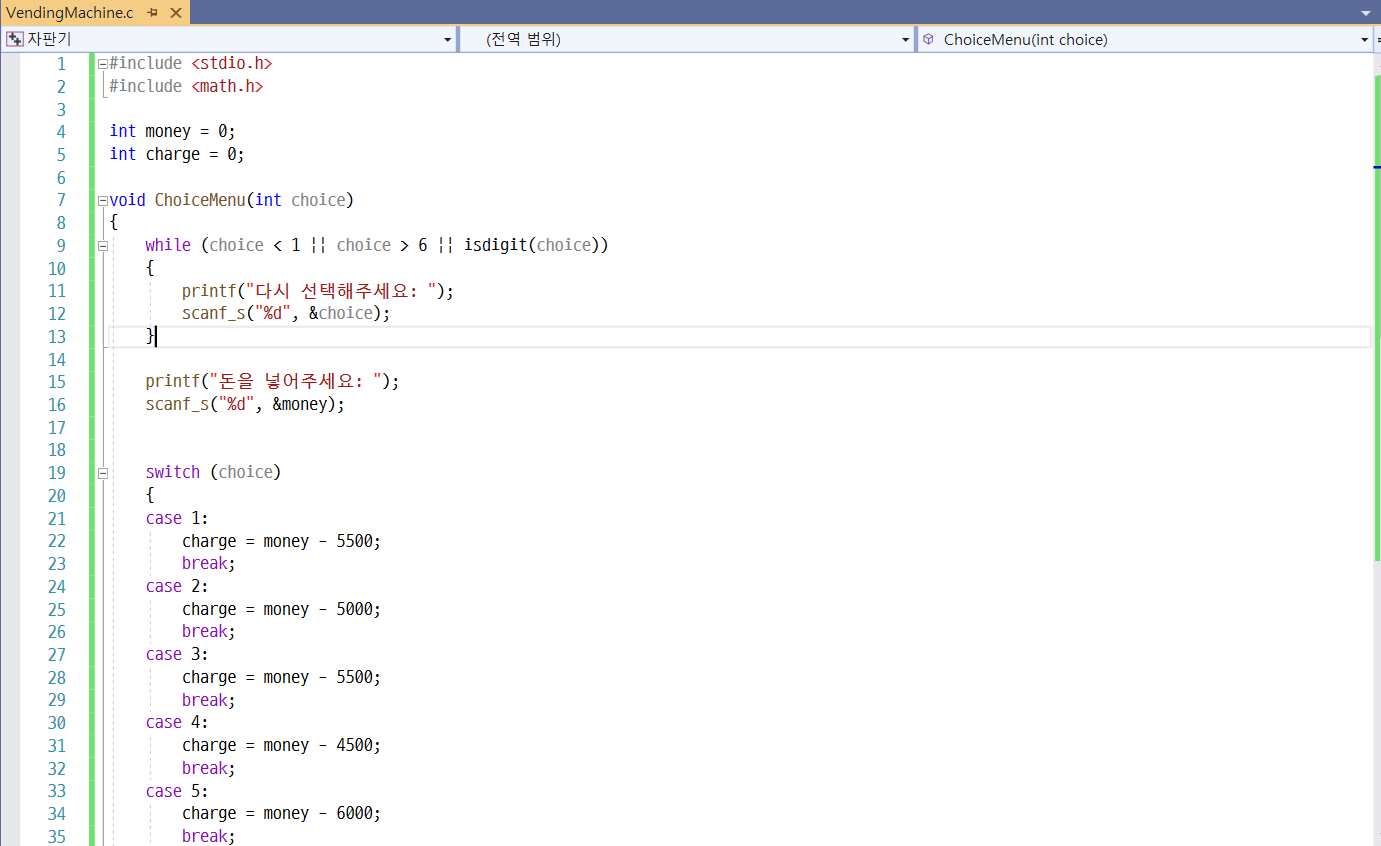 VendingMachine.c
자판기
(전역 범위)
ChoiceMenu(int choice)
1 #include <stdio.h>
2 #include <math.h>
3
4 int money = 0;
5 int charge = 0;
6
7 void ChoiceMenu(int choice)
8 {
9 while (choice < 1 || choice > 6 || isdigit(choice))
10 {
11 printf("다시 선택해주세요: ");
12 scanf_s("%d", &choice);
13 }
14
15 printf("돈을 넣어주세요: ");
16 scanf_s("%d", &money);
17
18
19 switch (choice)
20 {
21 case 1:
22 charge = money - 5500;
23 break;
24 case 2:
25 charge = money - 5000;
26 break;
27 case 3:
28 charge = money - 5500;
29 break;
30 case 4:
31 charge = money - 4500;
32 break;
33 case 5:
34 charge = money - 6000;
35 break;